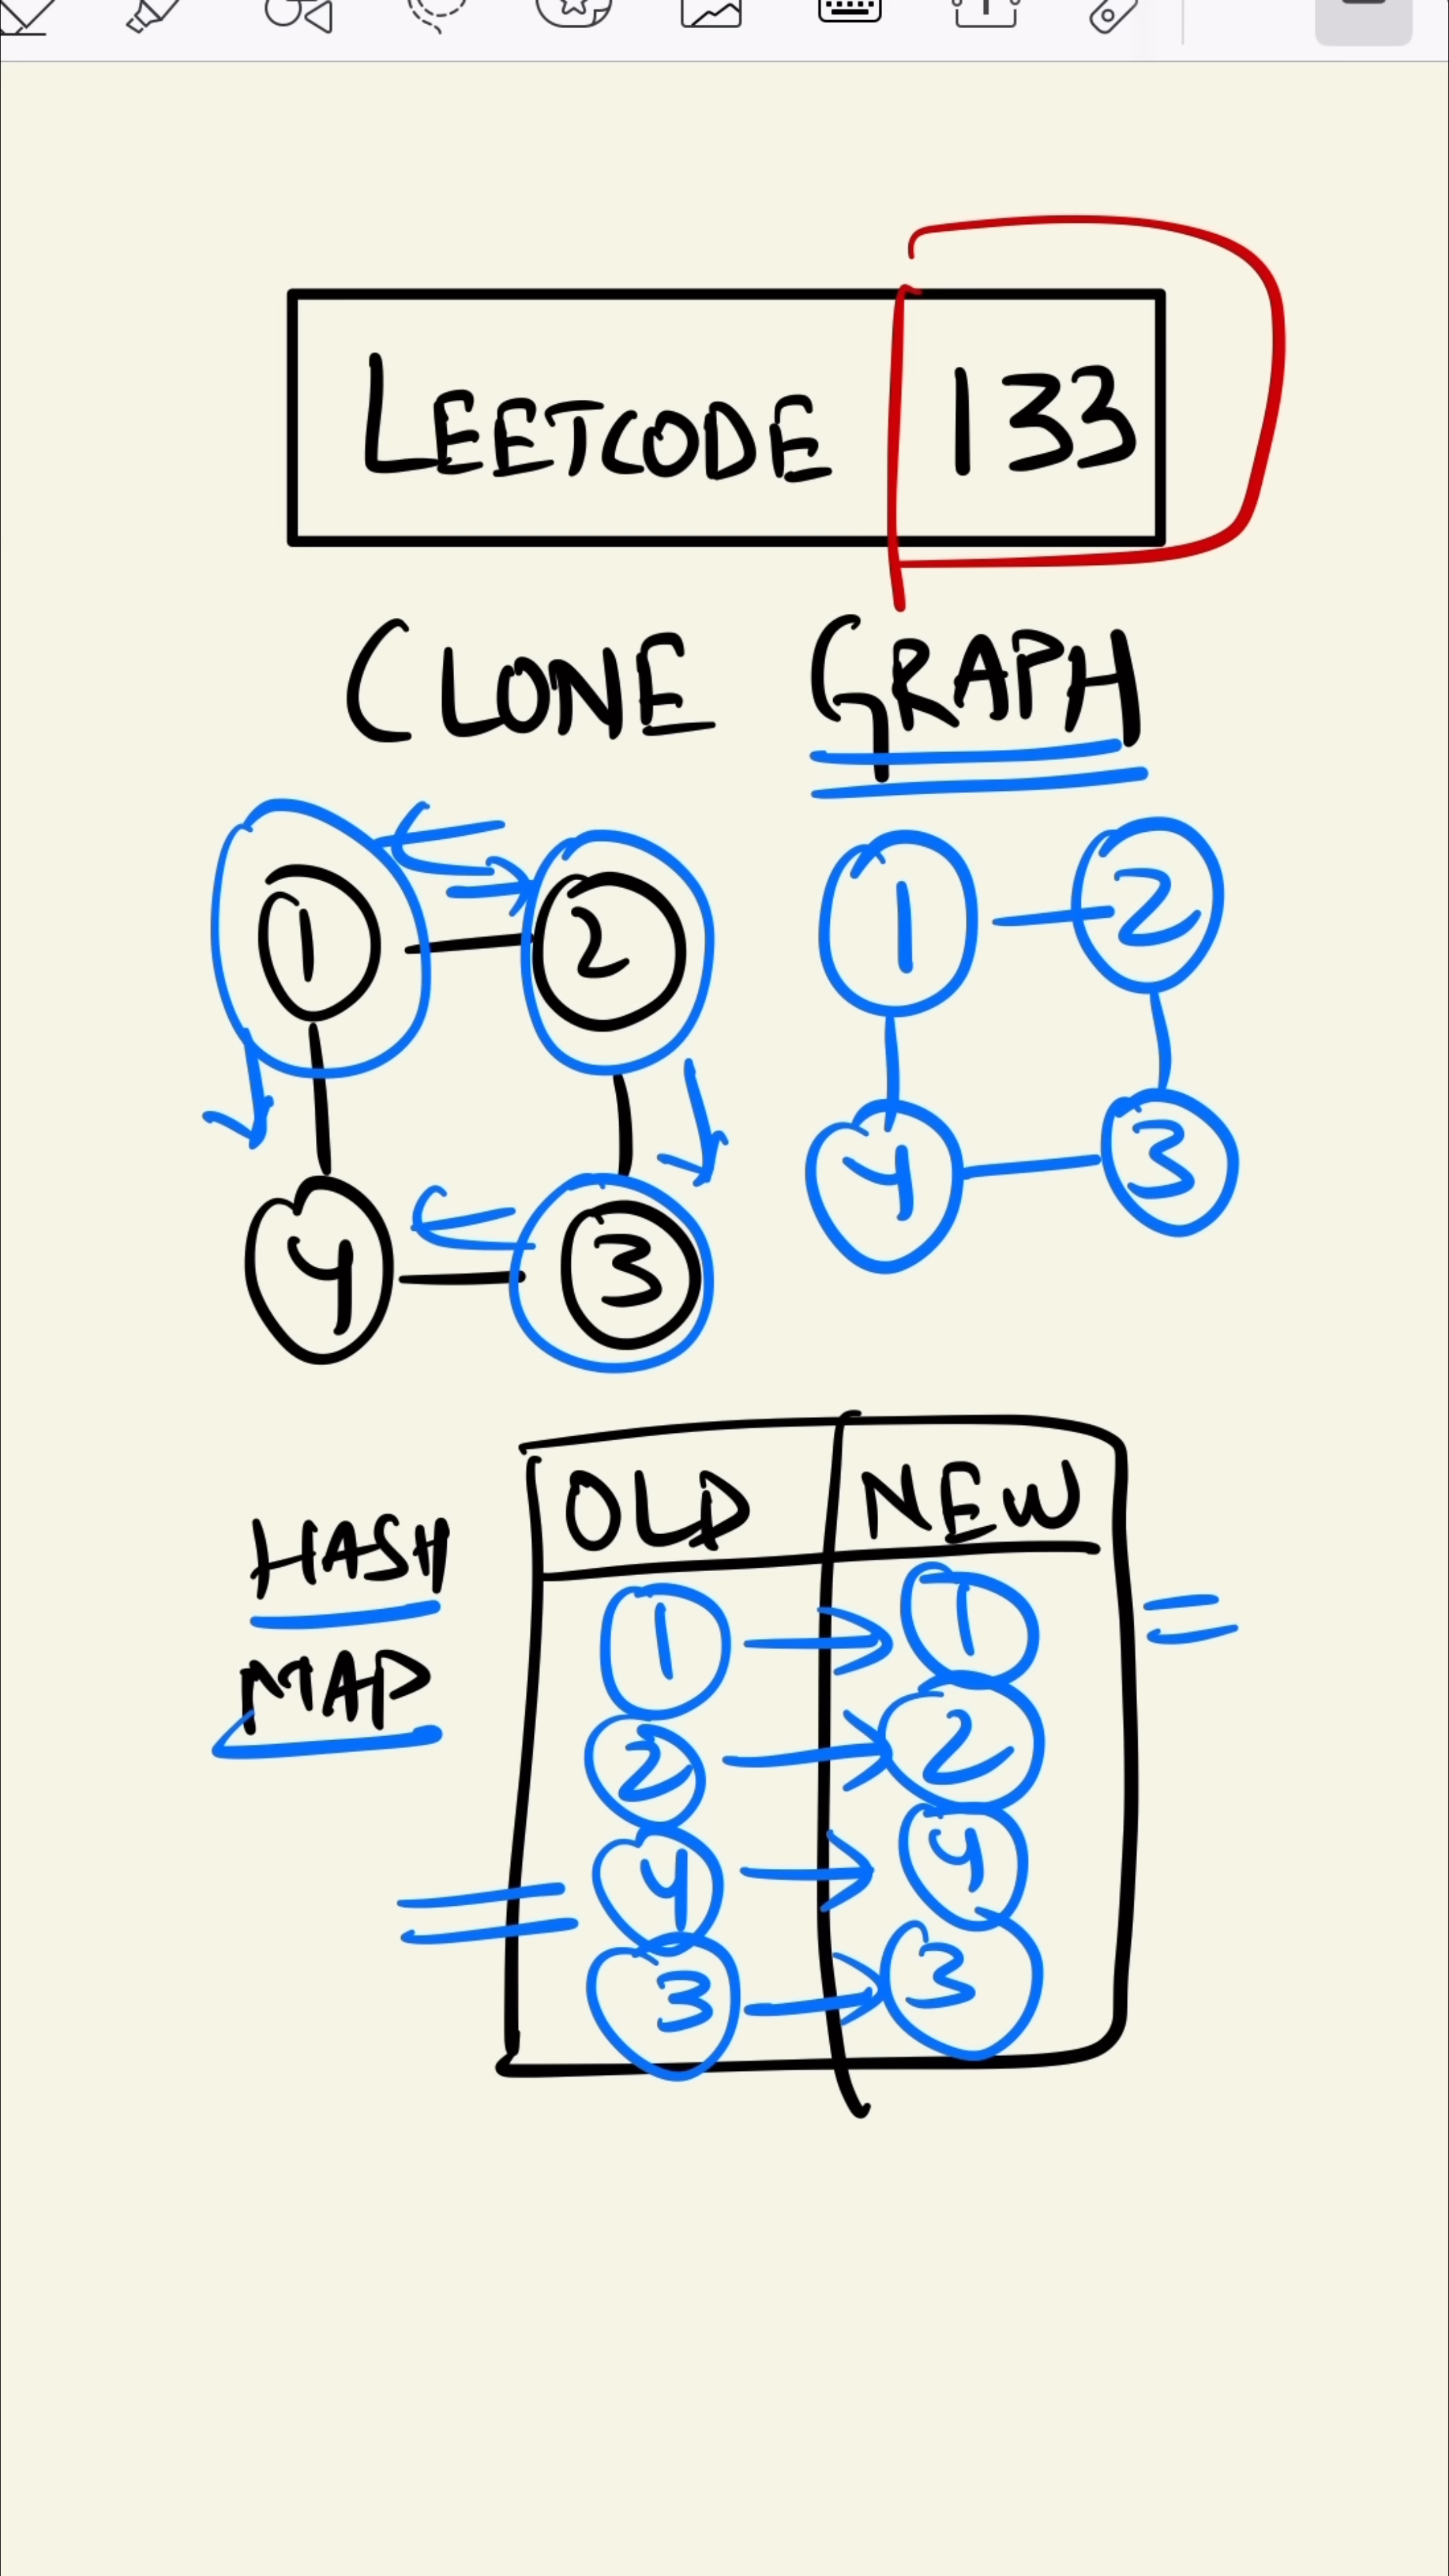 LEETCODE 133
CLONE GRAPH
1 2
4 3
1 2
4 3
HASH
MAP
OLD NEW
1 1
2 2
4 4
3 3